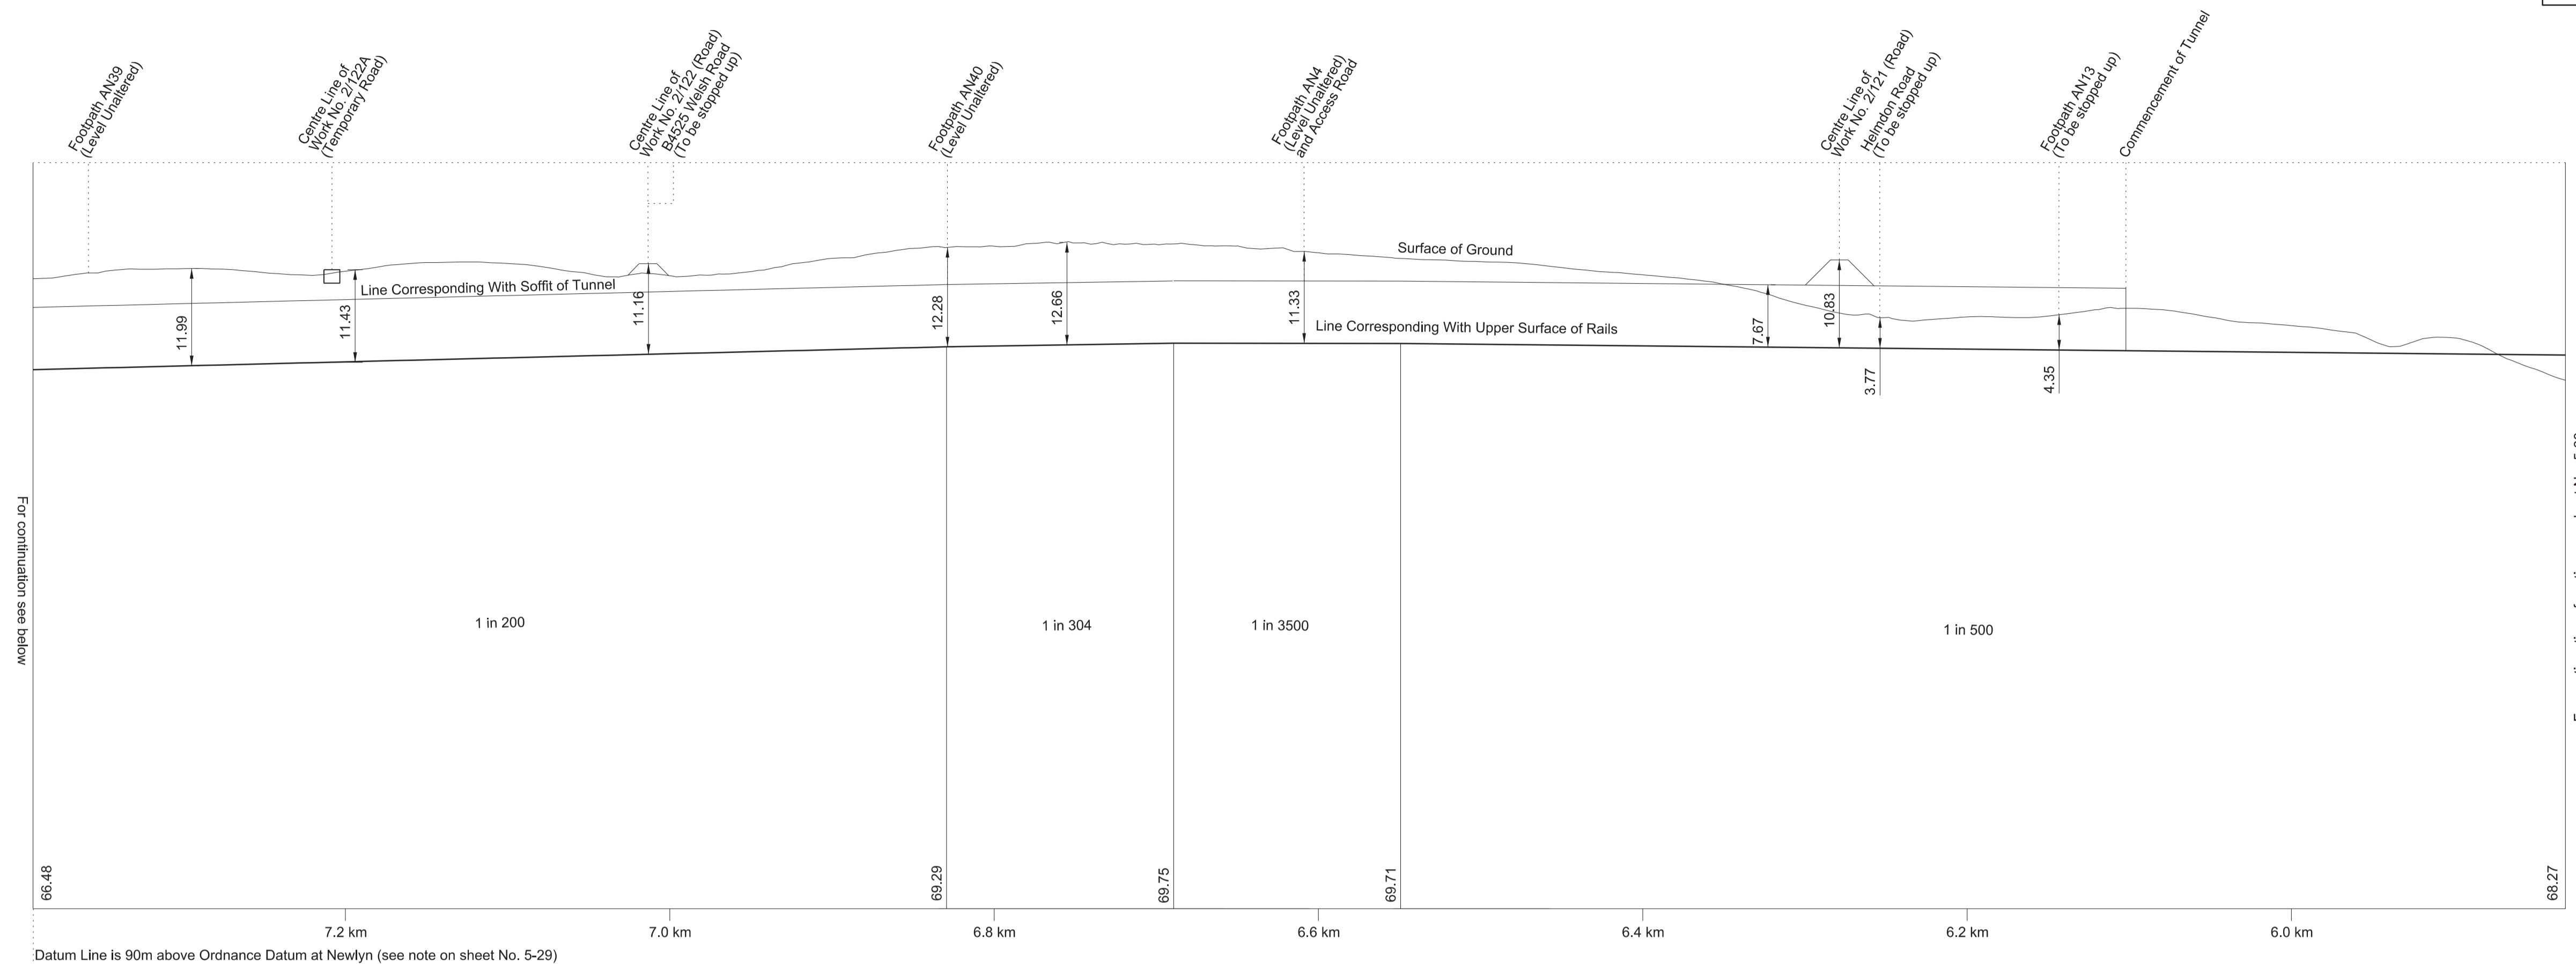 Footpath AN39
(Level Unaltered)
Centre Line of
Work No. 2/122A
(Temporary Road)
Centre Line of
Work No. 2/122 (Road)
B4525 Welsh Road
(To be stopped up)
Footpath AN40
(Level Unaltered)
Footpath AN4
(Level Unaltered)
and Access Road
Centre Line of
Work No. 2/121 (Road)
Helmdon Road
(To be stopped up)
Footpath AN13
(To be stopped up)
Commencement of Tunnel
Surface of Ground
Line Corresponding With Soffit of Tunnel
Line Corresponding With Upper Surface of Rails
11.99
11.43
11.16
12.28
12.66
11.33
7.67
10.83
3.77
4.35
For continuation see below
1 in 200
1 in 304
1 in 3500
1 in 500
66.48
69.29
69.75
69.71
68.27
7.2 km
7.0 km
6.8 km
6.6 km
6.4 km
6.2 km
6.0 km
Datum Line is 90m above Ordnance Datum at Newlyn (see note on sheet No. 5-29)